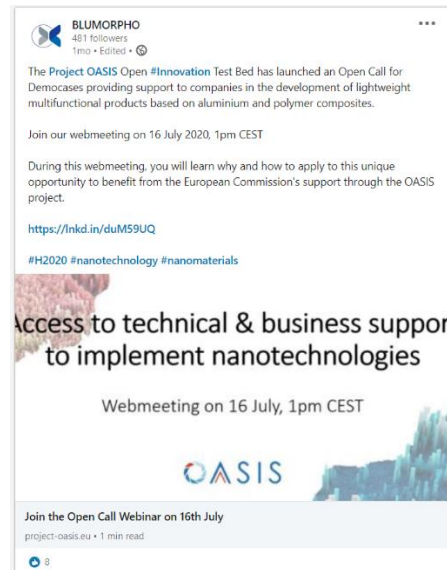 BLUMORPHO
481 followers
1mo • Edited •
The Project OASIS Open #Innovation Test Bed has launched an Open Call for
Democases providing support to companies in the development of lightweight
multifunctional products based on aluminium and polymer composites.
Join our webmeeting on 16 July 2020, 1pm CEST
During this webmeeting, you will learn why and how to apply to this unique
opportunity to benefit from the European Commission's support through the OASIS
project.
https://lnkd.in/duM59UQ
#H2020 #nanotechnology #nanomaterials
Access to technical & business suppor
to implement nanotechnologies
Webmeeting on 16 July, 1pm CEST
OASIS
Join the Open Call Webinar on 16th July
project-oasis.eu • 1 min read
8